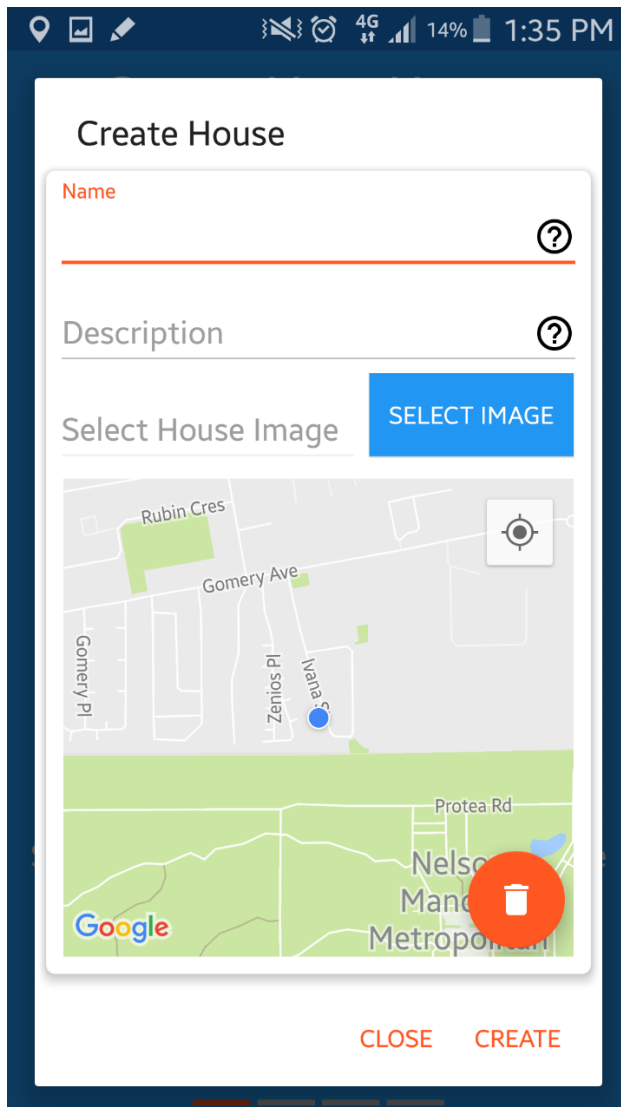 4G 14% 1:35 PM
Create House
Name
Description
Select House Image
SELECT IMAGE
Rubin Cres
Gomery Ave
Gomery Pl
Zenios Pl
Ivana
Protea Rd
Google
CLOSE CREATE